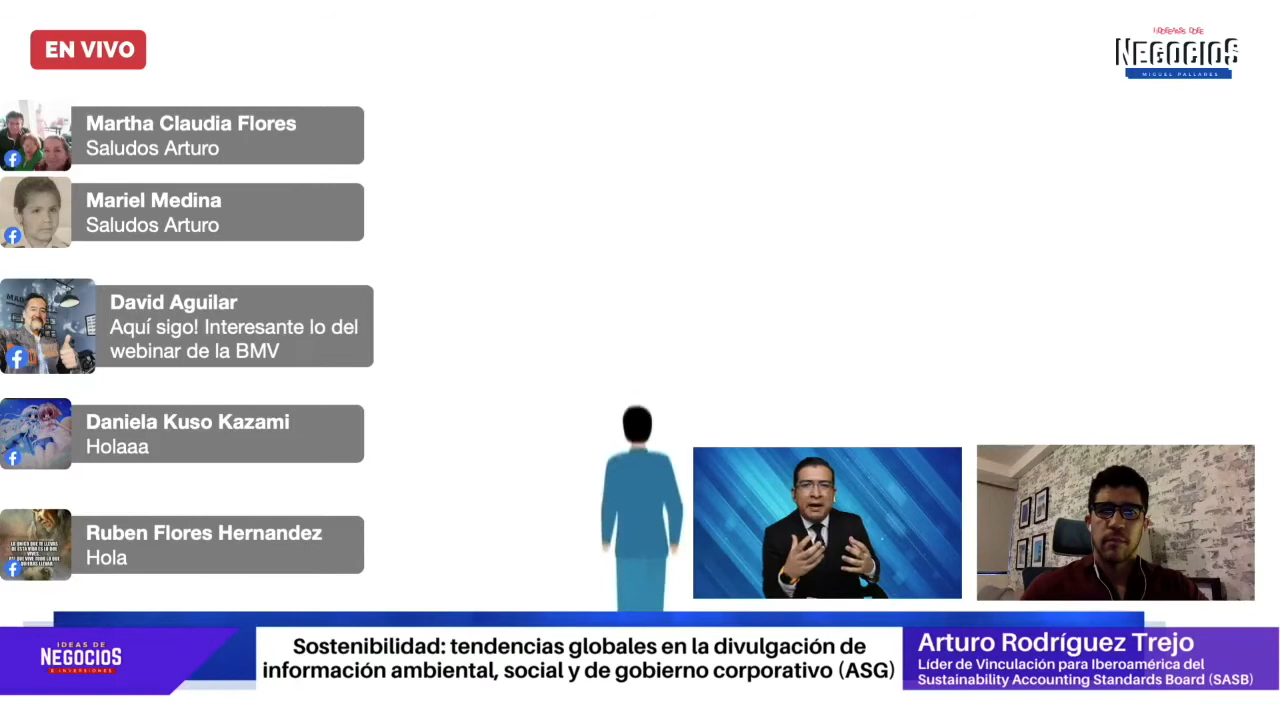 EN VIVO
IDEAS DE
NEGOCIOS
MIGUEL PALLARES
Martha Claudia Flores
Saludos Arturo
Mariel Medina
Saludos Arturo
David Aguilar
Aquí sigo! Interesante lo del
webinar de la BMV
Daniela Kuso Kazami
Holaaa
Ruben Flores Hernandez
Hola
IDEAS DE
NEGOCIOS
E INVERSIONES
Sostenibilidad: tendencias globales en la divulgación de
información ambiental, social y de gobierno corporativo (ASG)
Arturo Rodríguez Trejo
Líder de Vinculación para Iberoamérica del
Sustainability Accounting Standards Board (SASB)